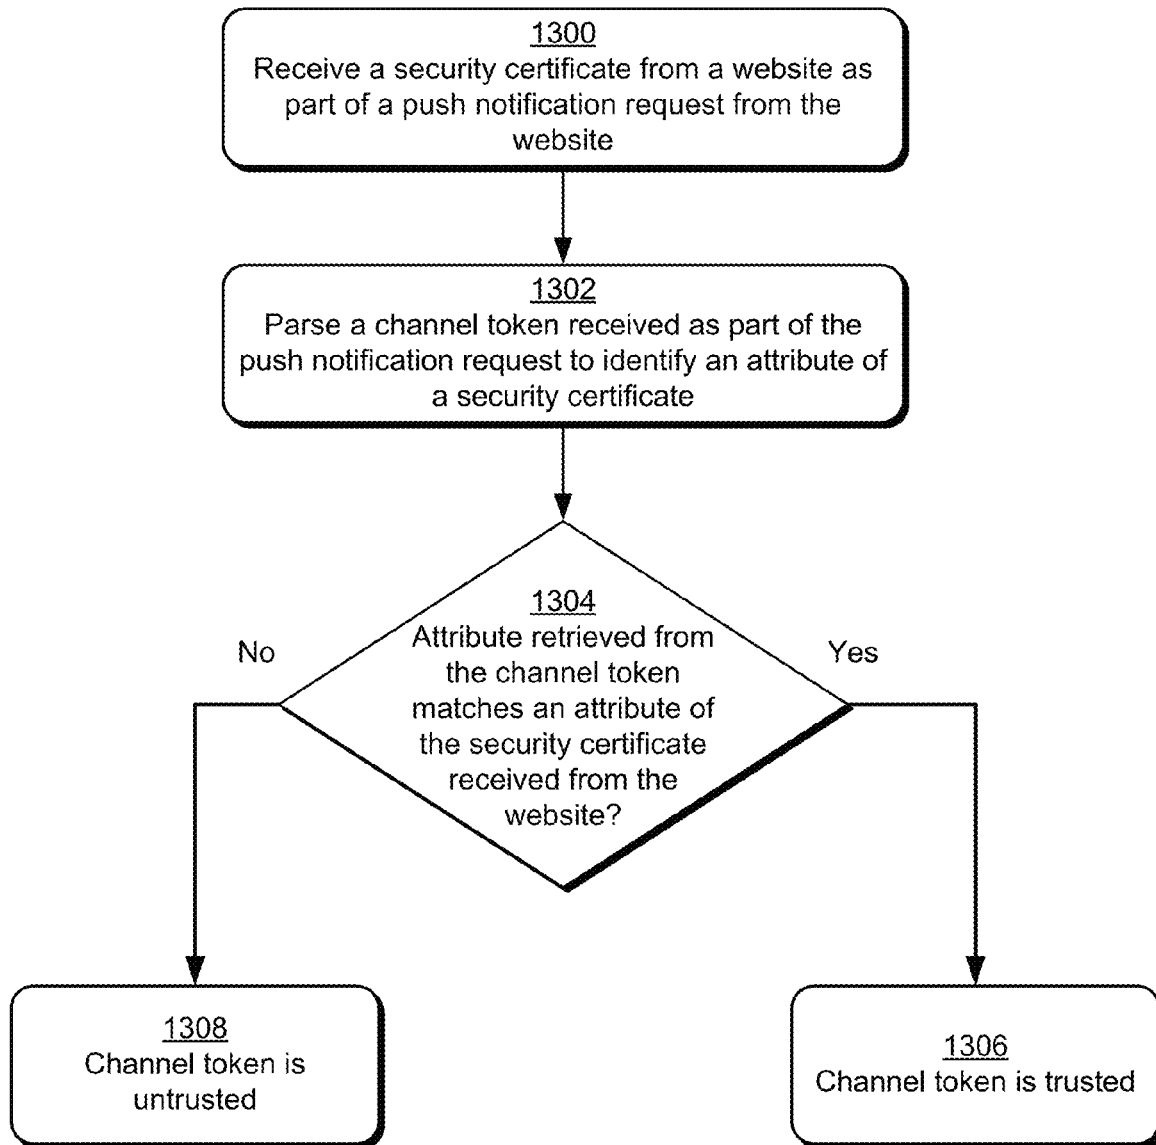 1300
Receive a security certificate from a website as
part of a push notification request from the
website
1302
Parse a channel token received as part of the
push notification request to identify an attribute of
a security certificate
1304
Attribute retrieved from
the channel token
matches an attribute of
the security certificate
received from the
website?
No
Yes
1308
Channel token is
untrusted
1306
Channel token is trusted